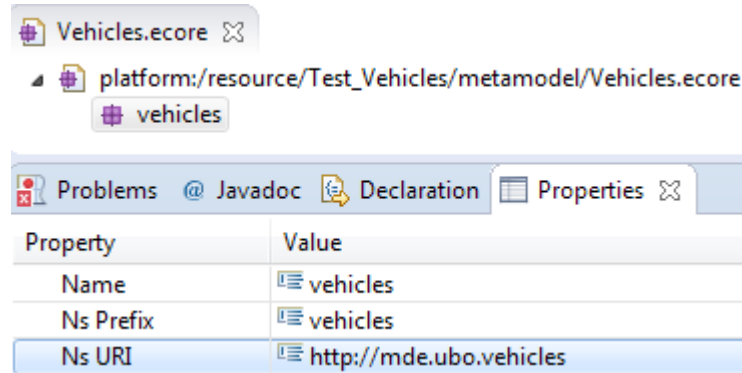 Vehicles.ecore
platform:/resource/Test_Vehicles/metamodel/Vehicles.ecore
vehicles
Problems @ Javadoc Declaration Properties
Property Value
Name vehicles
Ns Prefix vehicles
Ns URI http://mde.ubo.vehicles